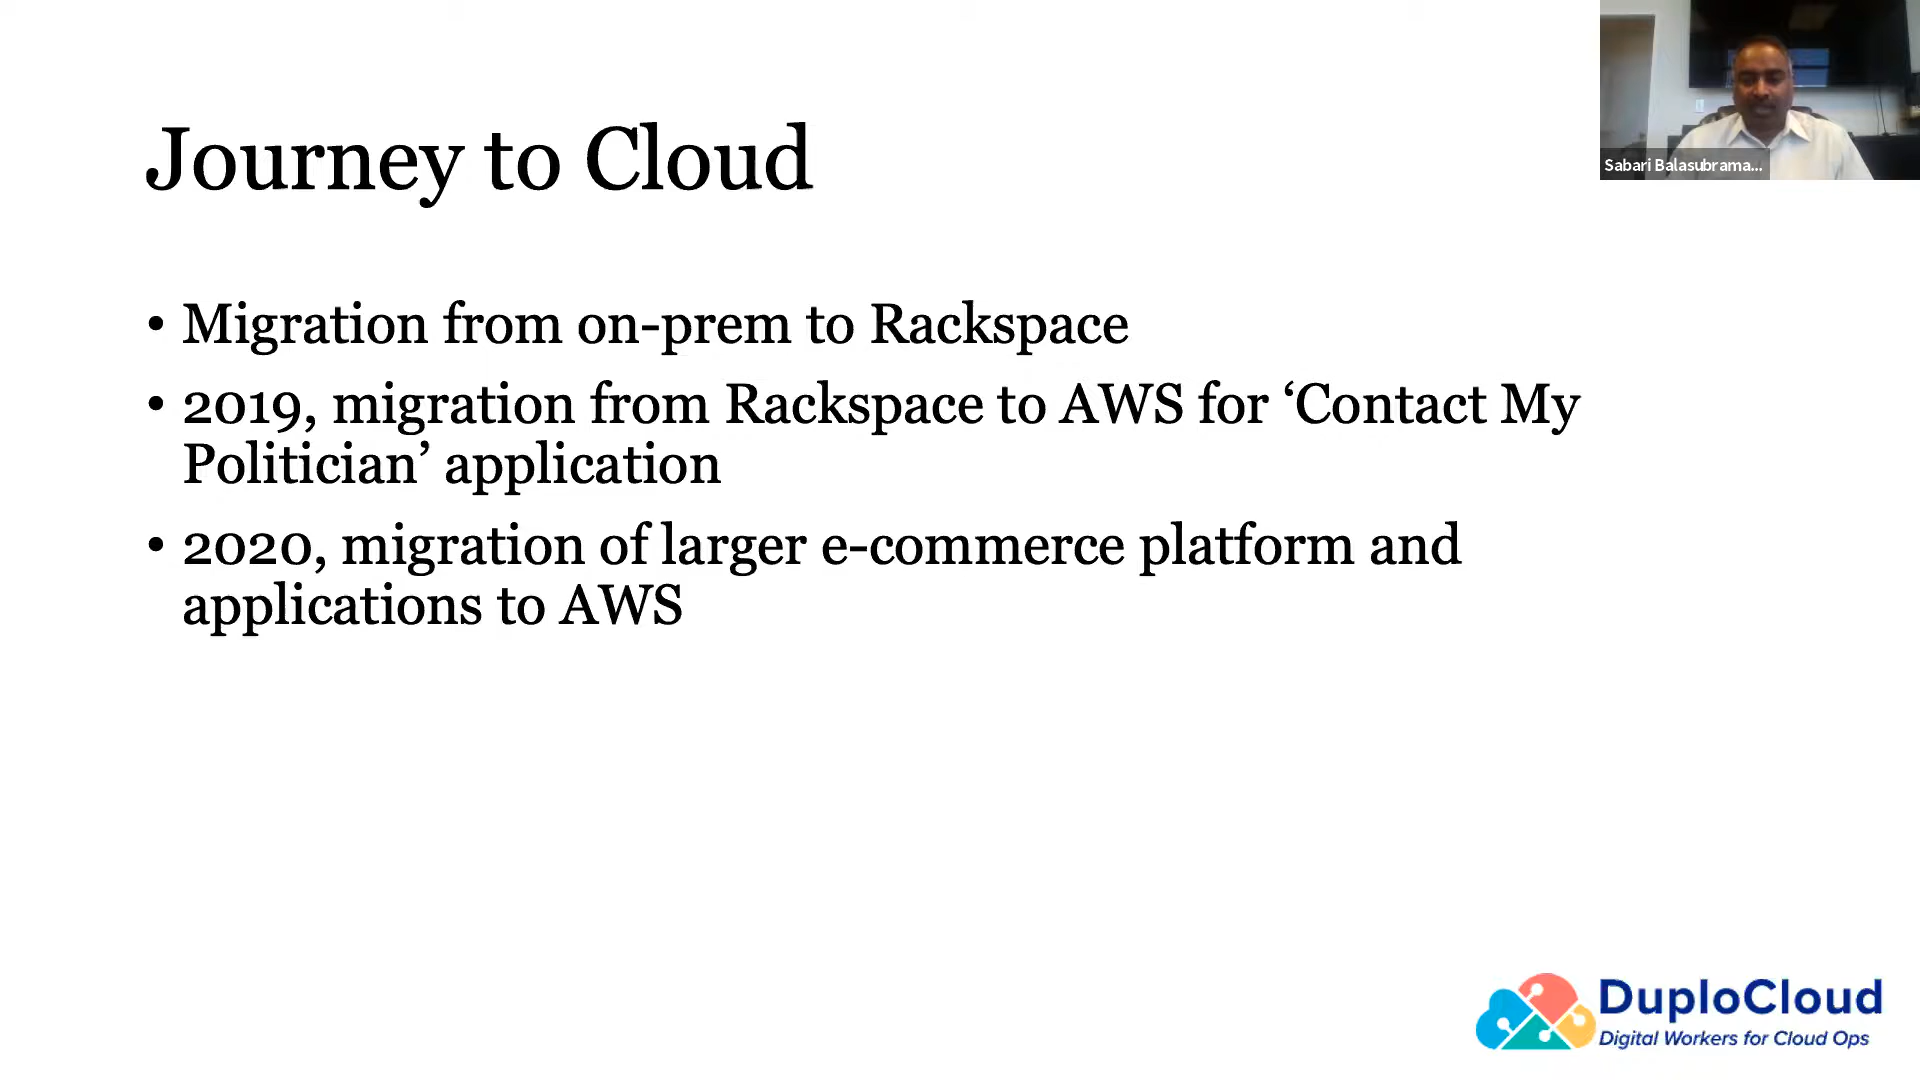 Journey to Cloud
• Migration from on-prem to Rackspace
• 2019, migration from Rackspace to AWS for ‘Contact My
Politician’ application
• 2020, migration of larger e-commerce platform and
applications to AWS
Sabari Balasubrama...
DuploCloud
Digital Workers for Cloud Ops